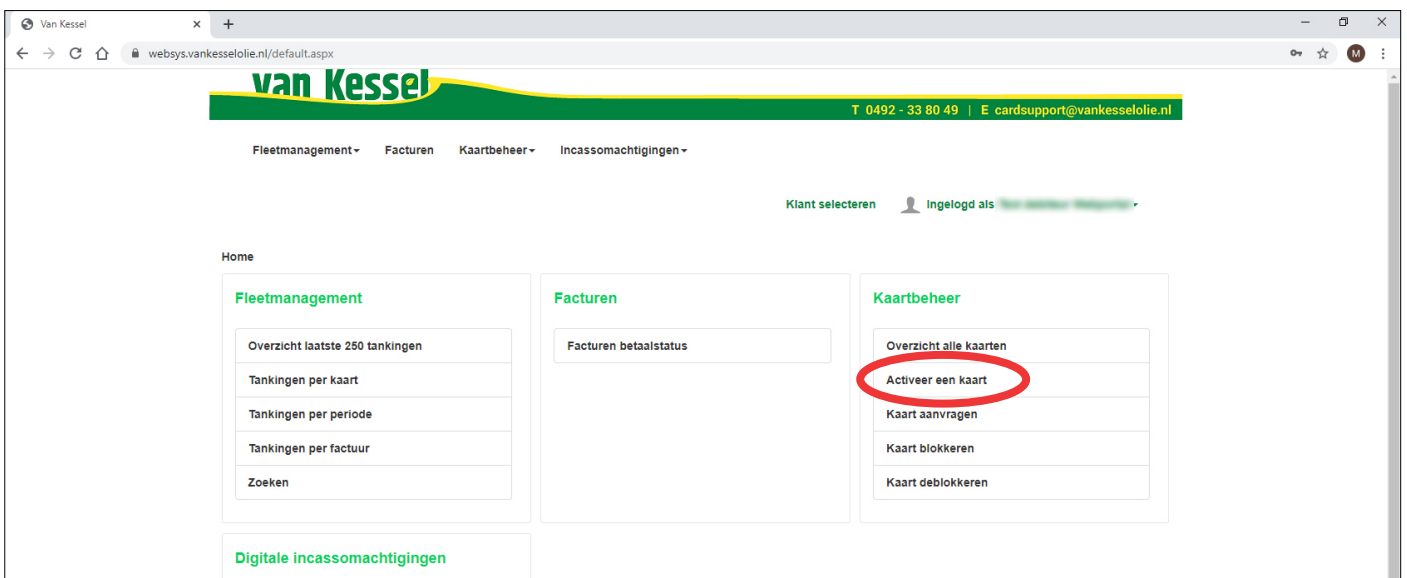 Van Kessel
websys.vankesselolie.nl/default.aspx
M
van Kessel
T 0492 - 33 80 49 | E cardsupport@vankesselolie.nl
Fleetmanagement Facturen Kaartbeheer Incassomachtigingen
Klant selecteren Ingelogd als
Home
Fleetmanagement
Overzicht laatste 250 tankingen
Tankingen per kaart
Tankingen per periode
Tankingen per factuur
Zoeken
Facturen
Facturen betaalstatus
Kaartbeheer
Overzicht alle kaarten
Activeer een kaart
Kaart aanvragen
Kaart blokkeren
Kaart deblokkeren
Digitale incassomachtigingen